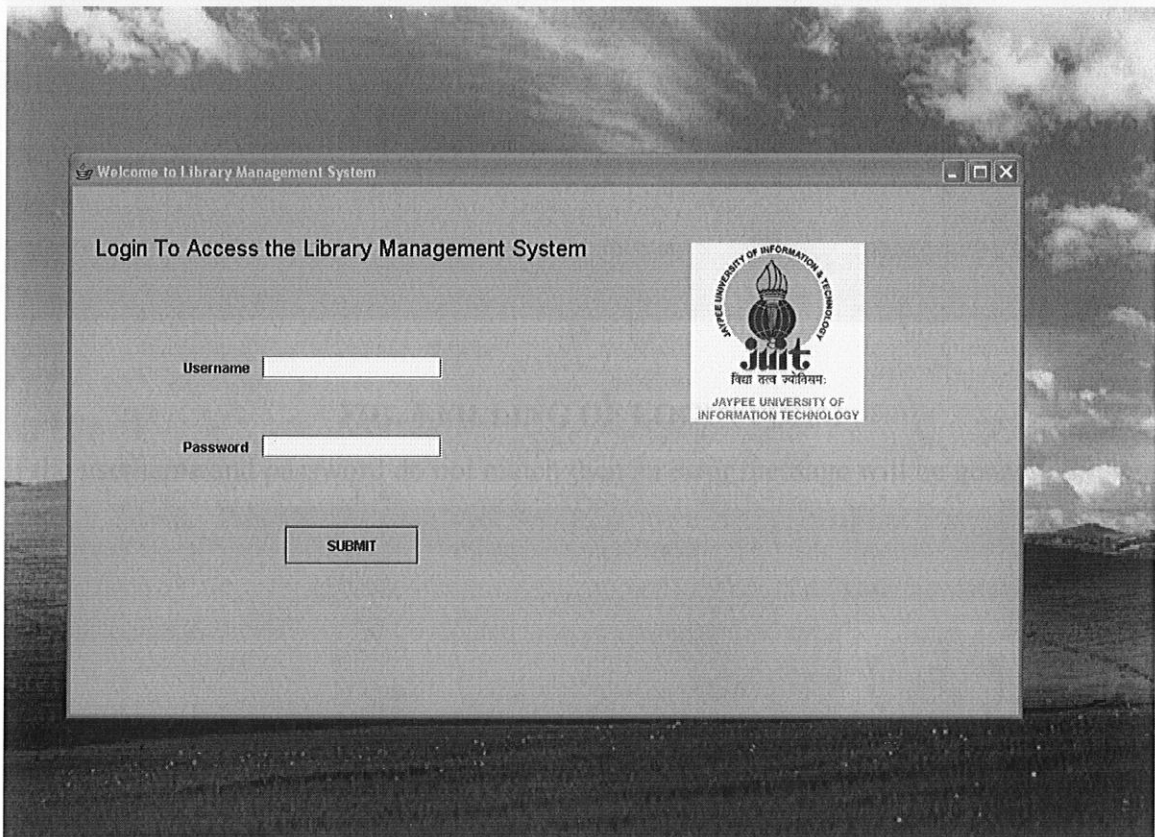 Welcome to Library Management System
Login To Access the Library Management System
JAYPEE UNIVERSITY OF INFORMATION & TECHNOLOGY
juit
विद्या तत्व ज्योतिसमः
JAYPEE UNIVERSITY OF
INFORMATION TECHNOLOGY
Username
Password
SUBMIT